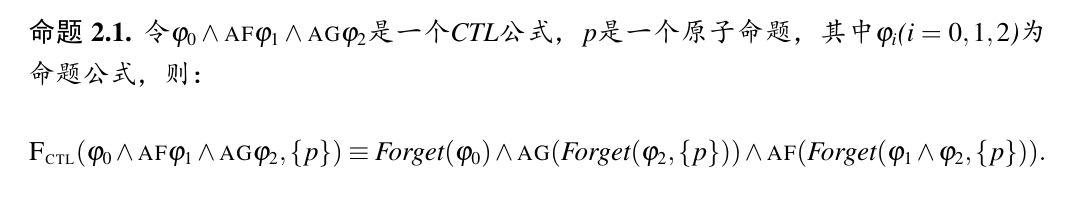 命题 2.1. 令φ₀ ∧ AFφ₁ ∧ AGφ₂是一个CTL公式，p是一个原子命题，其中φᵢ(i = 0,1,2)为
命题公式，则：
F_CTL(φ₀ ∧ AFφ₁ ∧ AGφ₂,{p}) ≡ Forget(φ₀) ∧ AG(Forget(φ₂,{p})) ∧ AF(Forget(φ₁ ∧ φ₂,{p})).